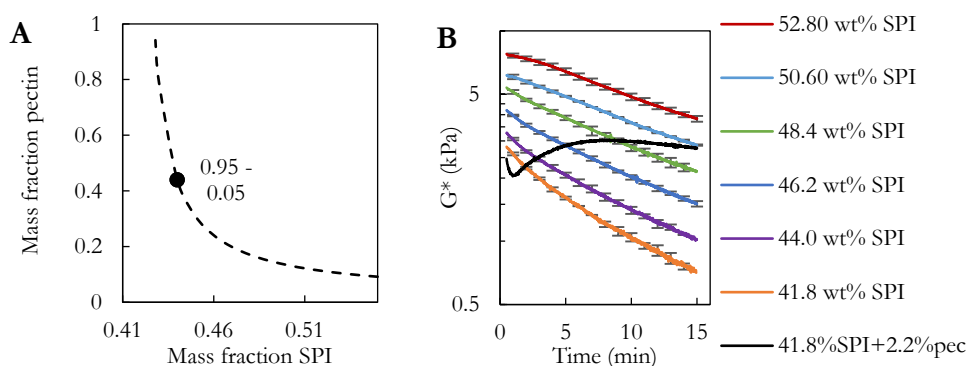 A
Mass fraction pectin
1
0.8
0.6
0.4
0.2
0
0.95 -
0.05
0.41
0.46
0.51
Mass fraction SPI
B
G* (kPa)
5
0.5
0
5
10
15
Time (min)
52.80 wt% SPI
50.60 wt% SPI
48.4 wt% SPI
46.2 wt% SPI
44.0 wt% SPI
41.8 wt% SPI
41.8%SPI+2.2%pec